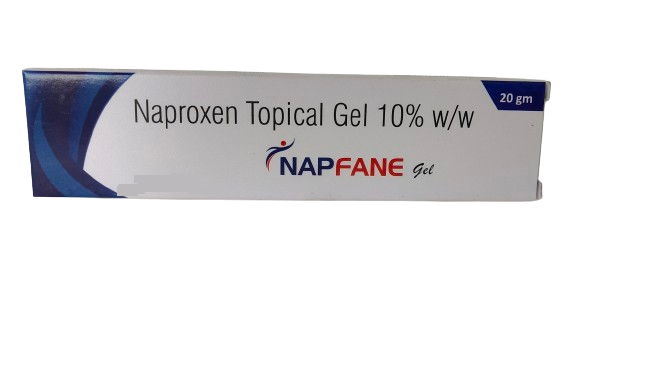 20 gm
Naproxen Topical Gel 10% w/w
NAPFANE Gel